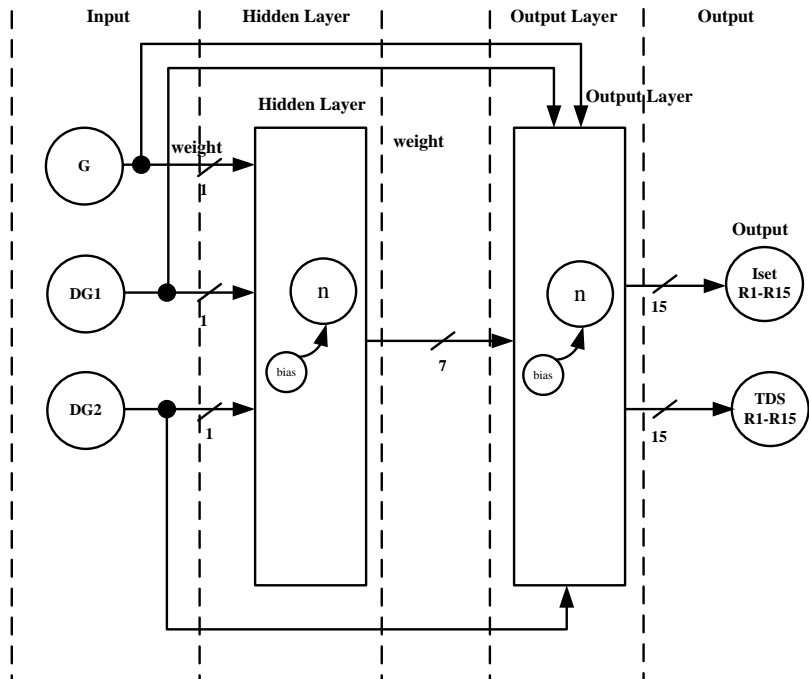 Input
Hidden Layer
Output Layer
Output
Hidden Layer
Output Layer
weight
weight
G
1
Output
DG1
1
n
n
Iset
R1-R15
15
bias
bias
7
DG2
1
TDS
R1-R15
15